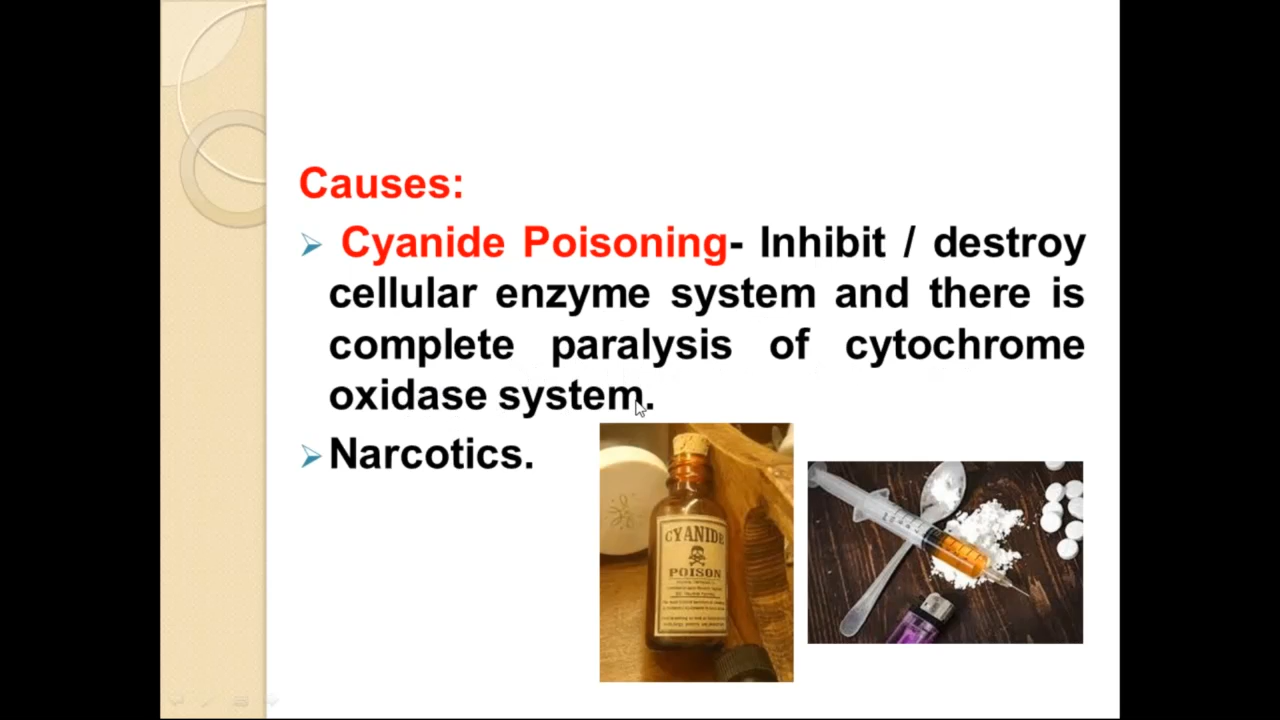 Causes:
Cyanide Poisoning- Inhibit / destroy
cellular enzyme system and there is
complete paralysis of cytochrome
oxidase system.
Narcotics.
CYANIDE
POISON